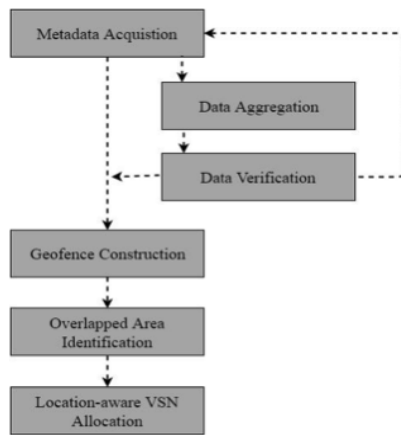 Metadata Acquistion
Data Aggregation
Data Verification
Geofence Construction
Overlapped Area
Identification
Location-aware VSN
Allocation